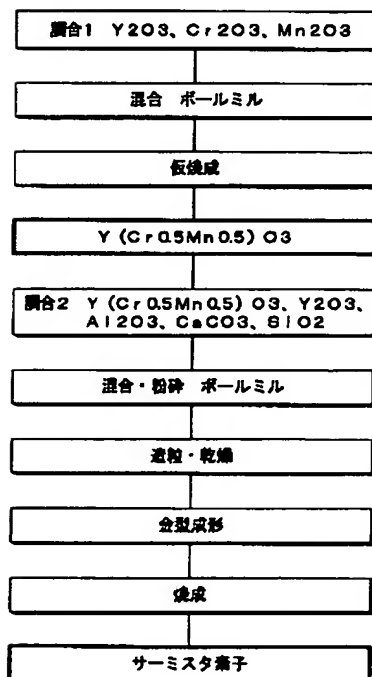 調合1 Y2O3、Cr2O3、Mn2O3
混合 ボールミル
仮焼成
Y(Cr0.5Mn0.5)O3
調合2 Y(Cr0.5Mn0.5)O3、Y2O3、
Al2O3、CaCO3、SiO2
混合・粉砕 ボールミル
造粒・乾燥
金型成形
焼成
サーミスタ素子